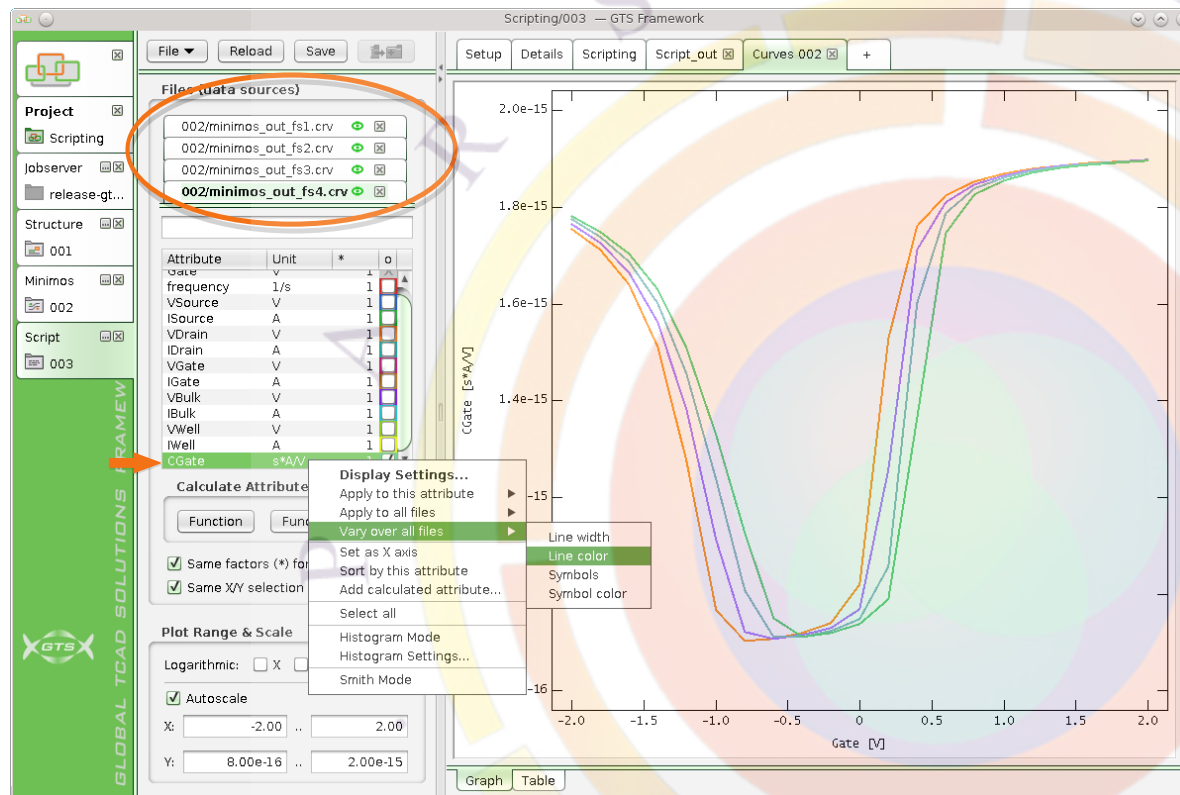 Scripting/003 — GTS Framework
Project
Scripting
Jobserver
release-gt...
Structure
001
Minimos
002
Script
003
GLOBAL TCAD SOLUTIONS FRAMEW
GTS
File
Reload
Save
Files (data sources)
002/minimos_out_fs1.crv
002/minimos_out_fs2.crv
002/minimos_out_fs3.crv
002/minimos_out_fs4.crv
Attribute Unit * o
Gate V 1
frequency 1/s 1
VSource V 1
ISource A 1
VDrain V 1
IDrain A 1
VGate V 1
IGate A 1
VBulk V 1
IBulk A 1
VWell V 1
IWell A 1
CGate s*A/V
Calculate Attribute
Function Func
Same factors (*) for
Same X/Y selection
Plot Range & Scale
Logarithmic: X
Autoscale
X: -2.00 .. 2.00
Y: 8.00e-16 .. 2.00e-15
Display Settings...
Apply to this attribute
Apply to all files
Vary over all files
Set as X axis
Sort by this attribute
Add calculated attribute...
Select all
Histogram Mode
Histogram Settings...
Smith Mode
Line width
Line color
Symbols
Symbol color
Setup Details Scripting Script_out Curves 002 +
2.0e-15
1.8e-15
1.6e-15
1.4e-15
-15
-16
CGate [s*A/V]
-2.0 -1.5 -1.0 -0.5 0 0.5 1.0 1.5 2.0
Gate [V]
Graph Table